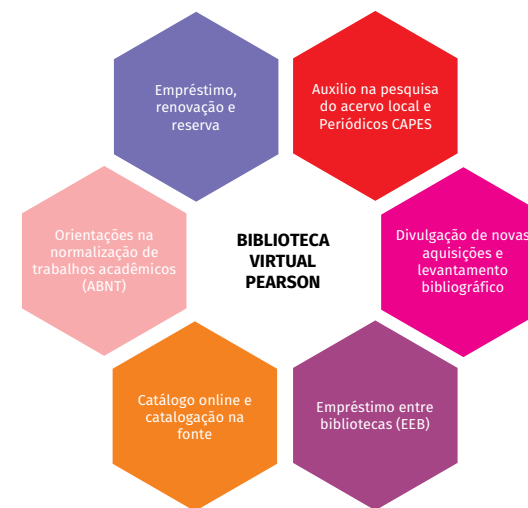 Empréstimo,
renovação e
reserva
Auxilio na pesquisa
do acervo local e
Periódicos CAPES
Orientações na
normalização de
trabalhos acadêmicos
(ABNT)
BIBLIOTECA
VIRTUAL
PEARSON
Divulgação de novas
aquisições e
levantamento
bibliográfico
Catálogo online e
catalogação na
fonte
Empréstimo entre
bibliotecas (EEB)